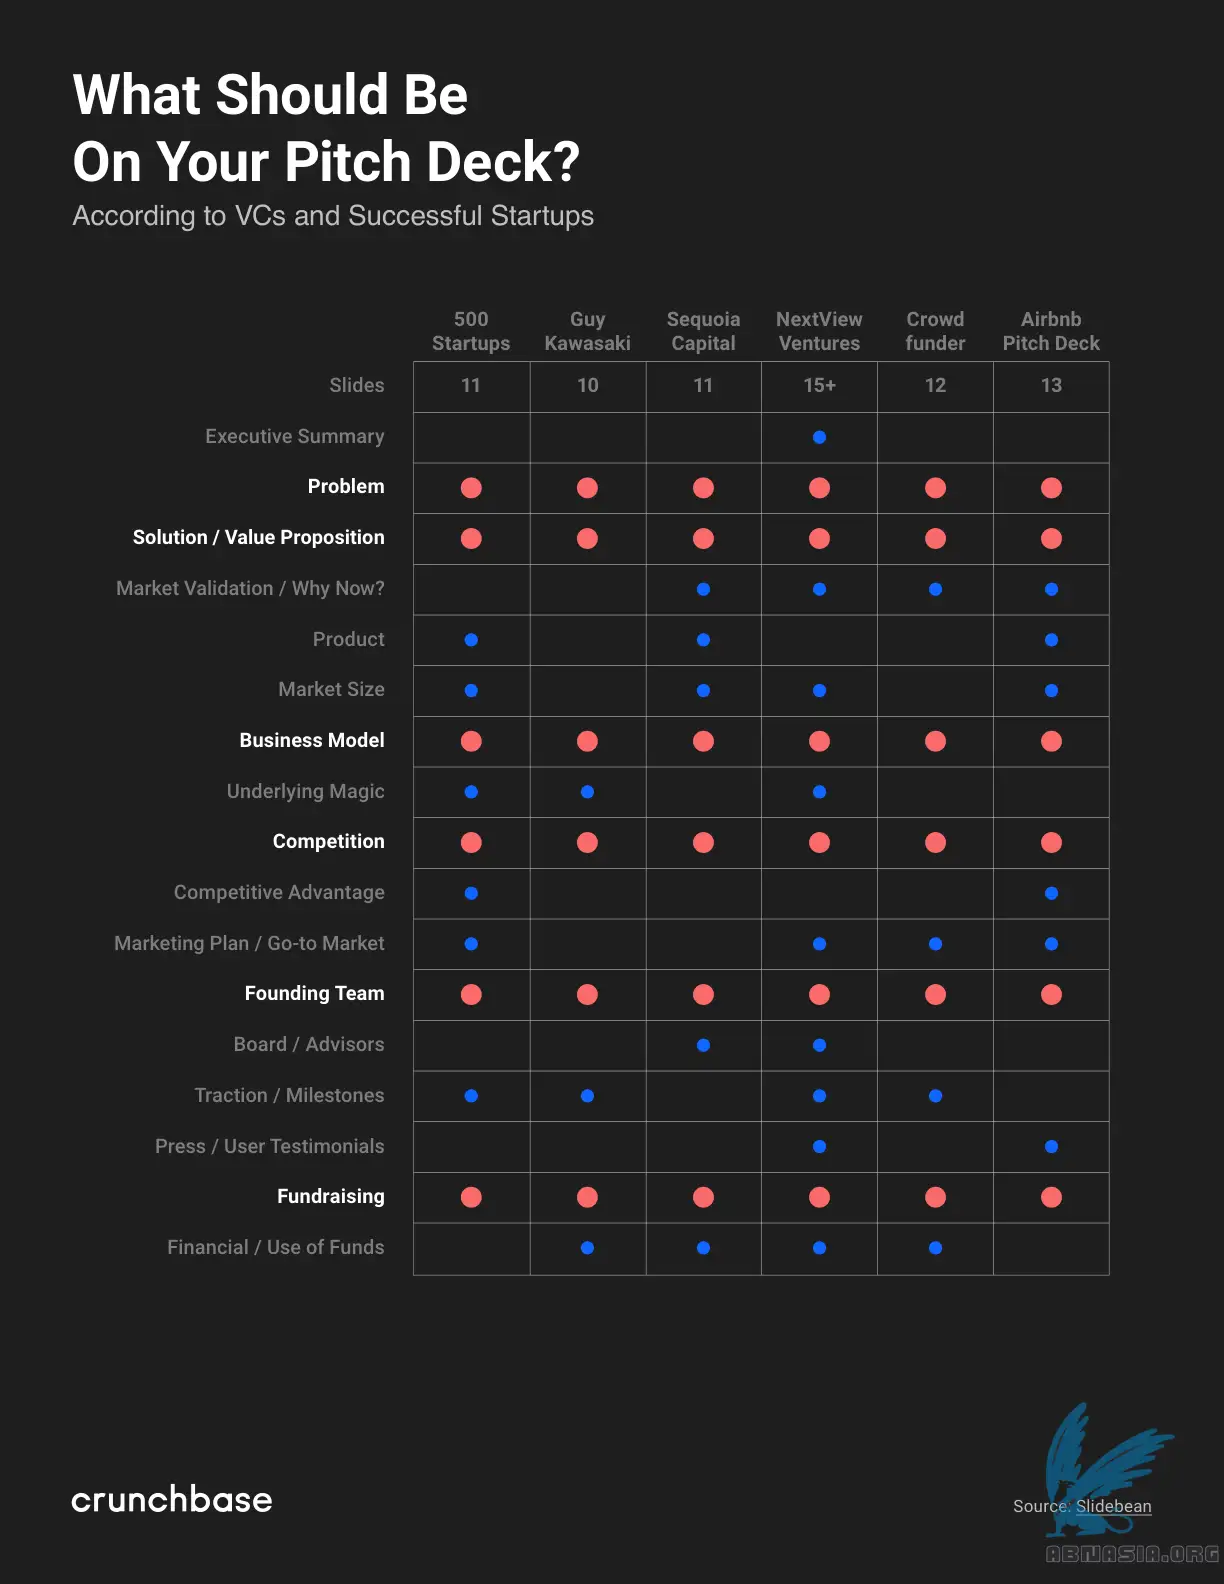 What Should Be
On Your Pitch Deck?
According to VCs and Successful Startups
500 Startups
Guy Kawasaki
Sequoia Capital
NextView Ventures
Crowd funder
Airbnb Pitch Deck
Slides 11 10 11 15+ 12 13
Executive Summary
Problem
Solution / Value Proposition
Market Validation / Why Now?
Product
Market Size
Business Model
Underlying Magic
Competition
Competitive Advantage
Marketing Plan / Go-to Market
Founding Team
Board / Advisors
Traction / Milestones
Press / User Testimonials
Fundraising
Financial / Use of Funds
crunchbase
Source: Slidebean
ABNASIA.ORG